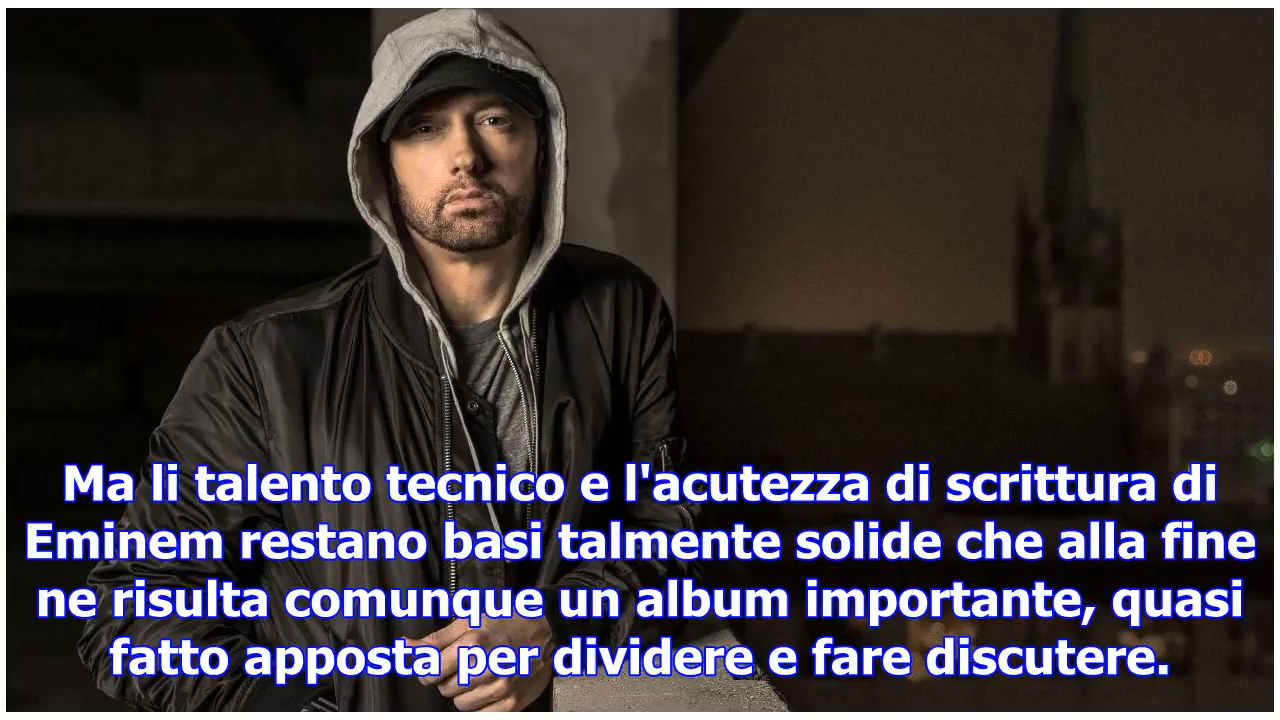 Ma li talento tecnico e l'acutezza di scrittura di
Eminem restano basi talmente solide che alla fine
ne risulta comunque un album importante, quasi
fatto apposta per dividere e fare discutere.